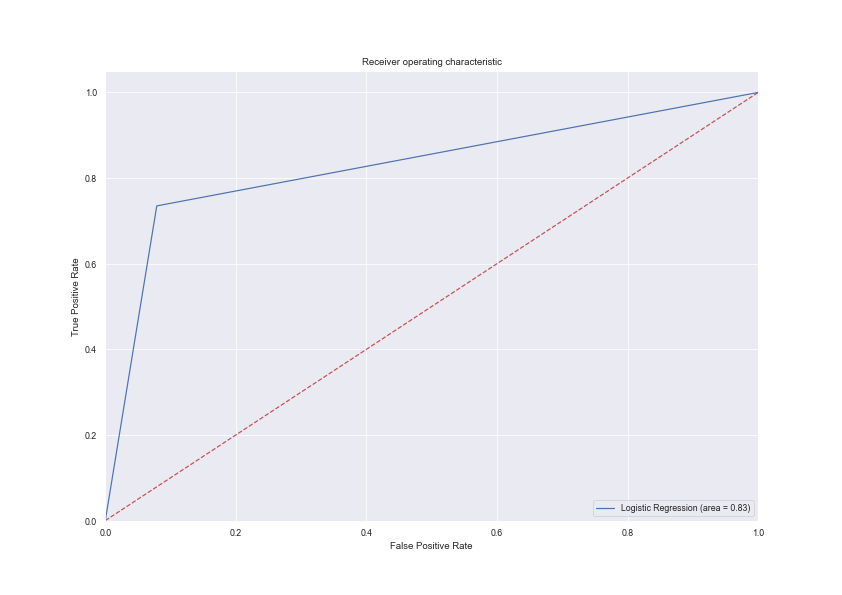 Receiver operating characteristic
1.0
0.8
0.6
0.4
0.2
0.0
True Positive Rate
0.0 0.2 0.4 0.6 0.8 1.0
False Positive Rate
Logistic Regression (area = 0.83)